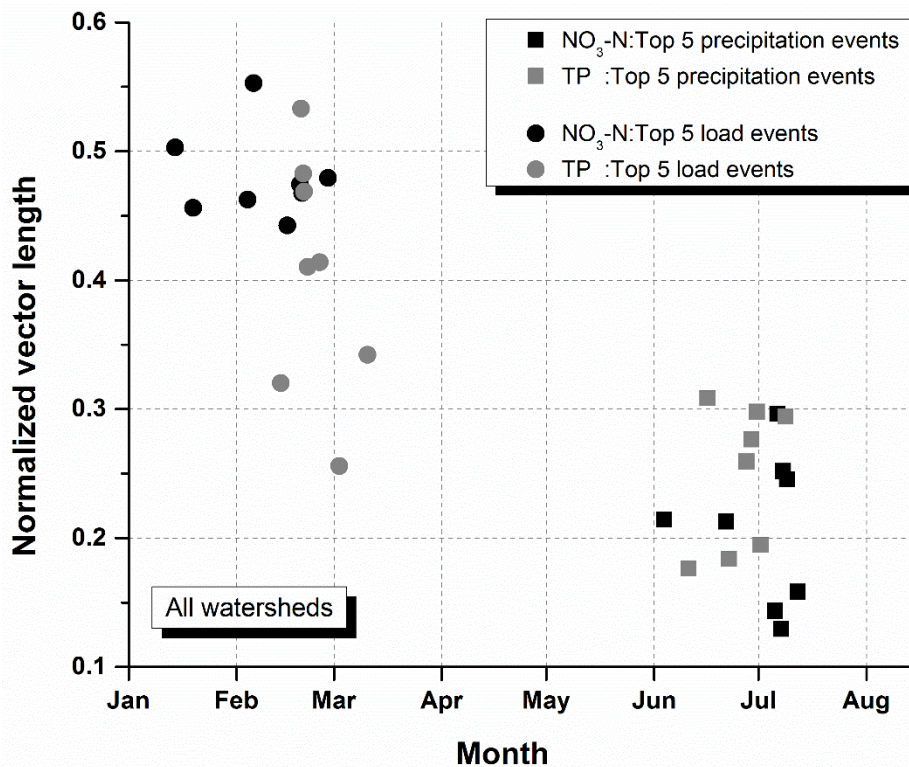 NO₃-N:Top 5 precipitation events
TP :Top 5 precipitation events
NO₃-N:Top 5 load events
TP :Top 5 load events
Normalized vector length
0.6
0.5
0.4
0.3
0.2
0.1
All watersheds
Jan Feb Mar Apr May Jun Jul Aug
Month